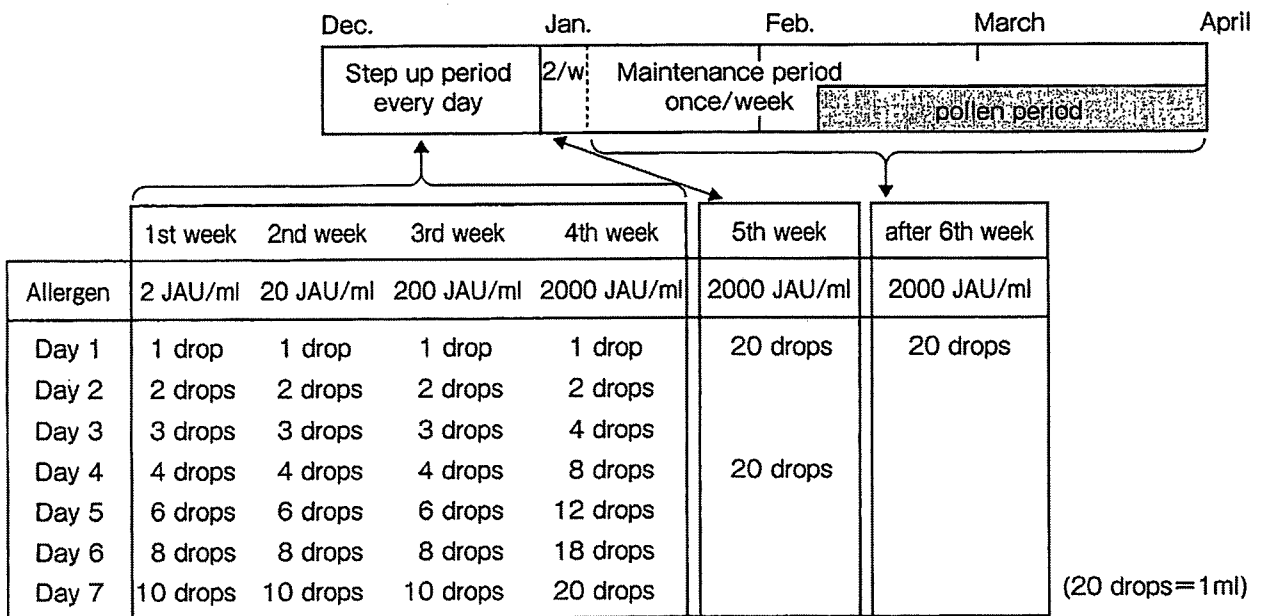 Dec. Jan. Feb. March April
Step up period 2/w Maintenance period
every day once/week pollen period
1st week 2nd week 3rd week 4th week 5th week after 6th week
Allergen 2 JAU/ml 20 JAU/ml 200 JAU/ml 2000 JAU/ml 2000 JAU/ml 2000 JAU/ml
Day 1 1 drop 1 drop 1 drop 1 drop 20 drops 20 drops
Day 2 2 drops 2 drops 2 drops 2 drops
Day 3 3 drops 3 drops 3 drops 4 drops
Day 4 4 drops 4 drops 4 drops 8 drops 20 drops
Day 5 6 drops 6 drops 6 drops 12 drops
Day 6 8 drops 8 drops 8 drops 18 drops
Day 7 10 drops 10 drops 10 drops 20 drops (20 drops=1ml)